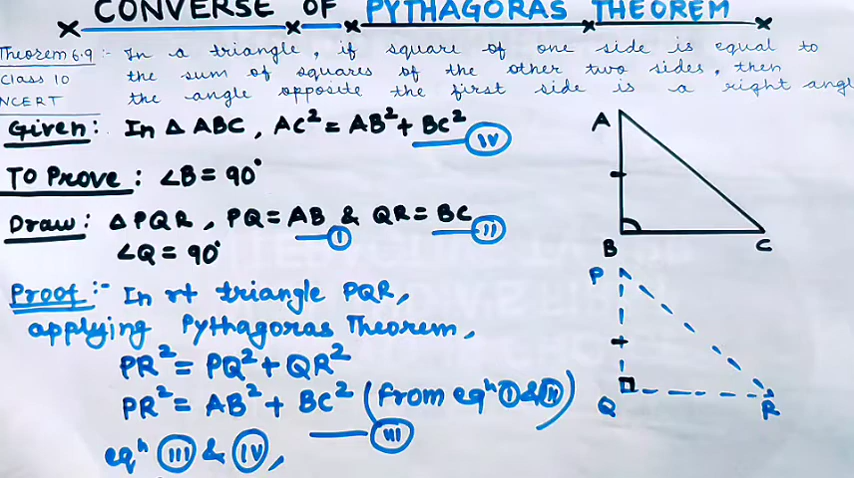 CONVERSE OF PYTHAGORAS THEOREM
Theorem 6.9 :- In a triangle, if square of one side is equal to
Class 10 the sum of squares of the other two sides, then
NCERT the angle opposite the first side is a right angl
Given: In △ ABC, AC² = AB² + BC² (iv)
To Prove: ∠B = 90°
Draw: △ PQR, PQ = AB (i) & QR = BC (ii)
∠Q = 90°
Proof :- In rt triangle PQR,
applying Pythagoras Theorem,
PR² = PQ² + QR²
PR² = AB² + BC² (from eqⁿ (i) & (ii)) (iii)
eqⁿ (iii) & (iv),
A
B C
P
Q R